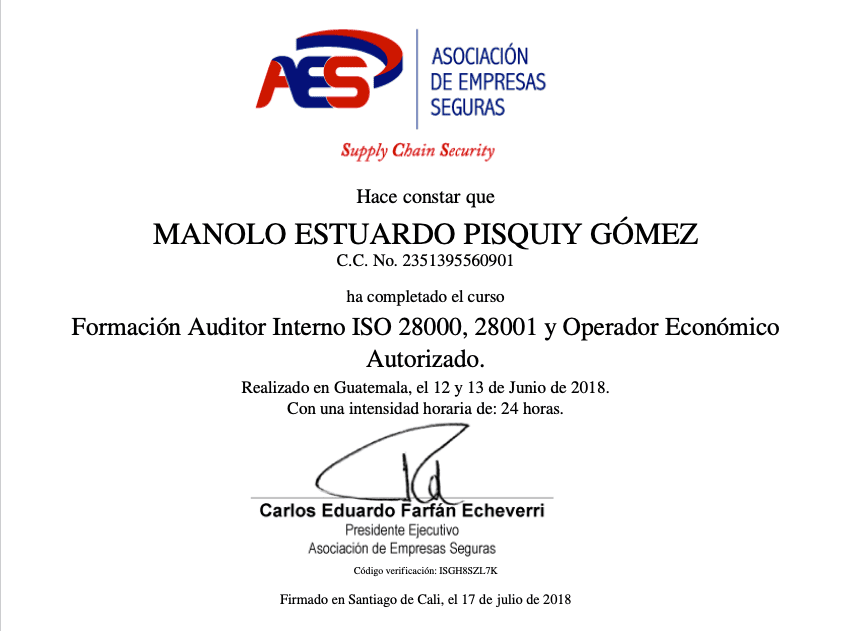 AES
ASOCIACIÓN
DE EMPRESAS
SEGURAS
Supply Chain Security
Hace constar que
MANOLO ESTUARDO PISQUIY GÓMEZ
C.C. No. 2351395560901
ha completado el curso
Formación Auditor Interno ISO 28000, 28001 y Operador Económico
Autorizado.
Realizado en Guatemala, el 12 y 13 de Junio de 2018.
Con una intensidad horaria de: 24 horas.
Carlos Eduardo Farfán Echeverri
Presidente Ejecutivo
Asociación de Empresas Seguras
Código verificación: ISGH8SZL7K
Firmado en Santiago de Cali, el 17 de julio de 2018